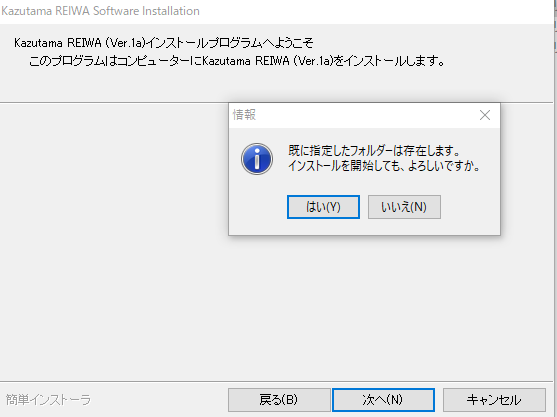 Kazutama REIWA Software Installation
Kazutama REIWA (Ver.1a)インストールプログラムへようこそ
このプログラムはコンピューターにKazutama REIWA (Ver.1a)をインストールします。
情報
既に指定したフォルダーは存在します。
インストールを開始しても、よろしいですか。
はい(Y)
いいえ(N)
簡単インストーラ
戻る(B)
次へ(N)
キャンセル